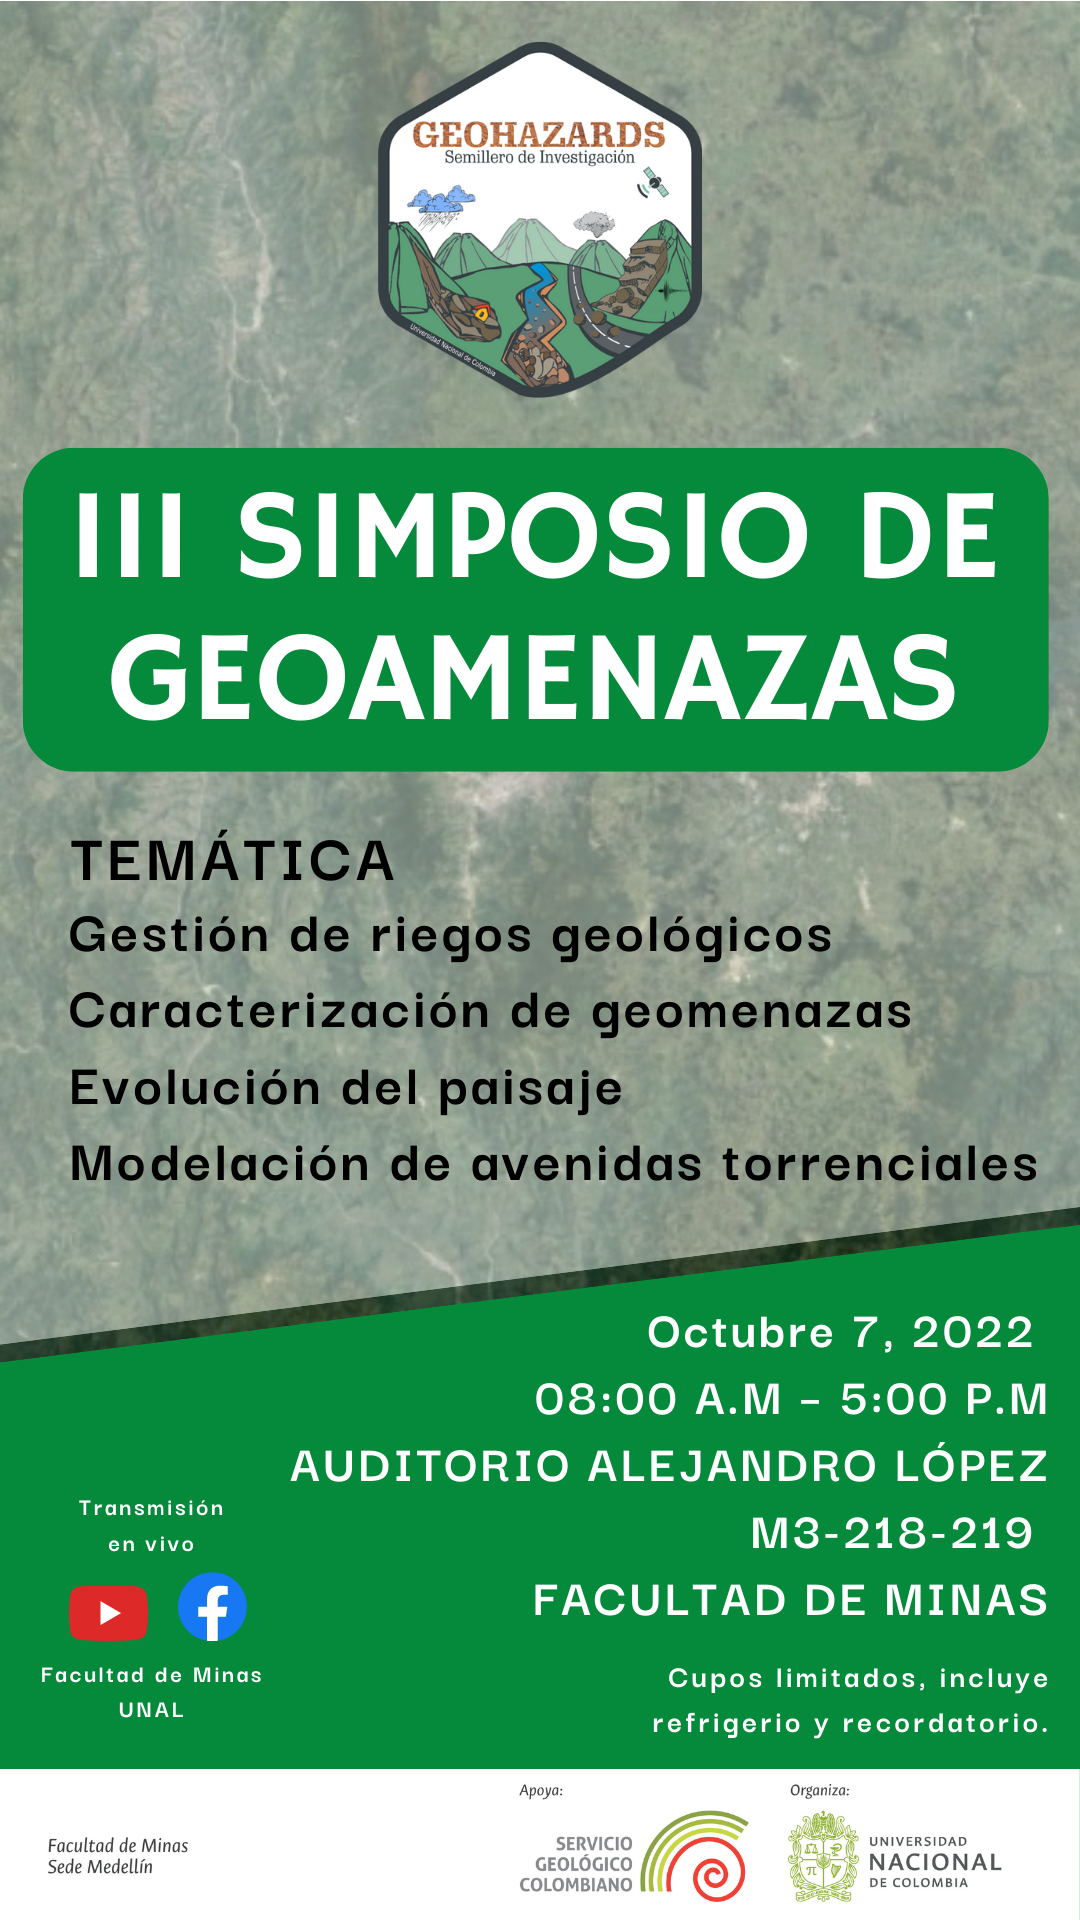 GEOHAZARDS
Semillero de Investigación
Universidad Nacional de Colombia
III SIMPOSIO DE
GEOAMENAZAS
TEMÁTICA
Gestión de riegos geológicos
Caracterización de geomenazas
Evolución del paisaje
Modelación de avenidas torrenciales
Octubre 7, 2022
08:00 A.M - 5:00 P.M
AUDITORIO ALEJANDRO LÓPEZ
M3-218-219
FACULTAD DE MINAS
Transmisión
en vivo
Facultad de Minas
UNAL
Cupos limitados, incluye
refrigerio y recordatorio.
Facultad de Minas
Sede Medellín
Apoya:
SERVICIO
GEOLÓGICO
COLOMBIANO
Organiza:
UNIVERSIDAD
NACIONAL
DE COLOMBIA